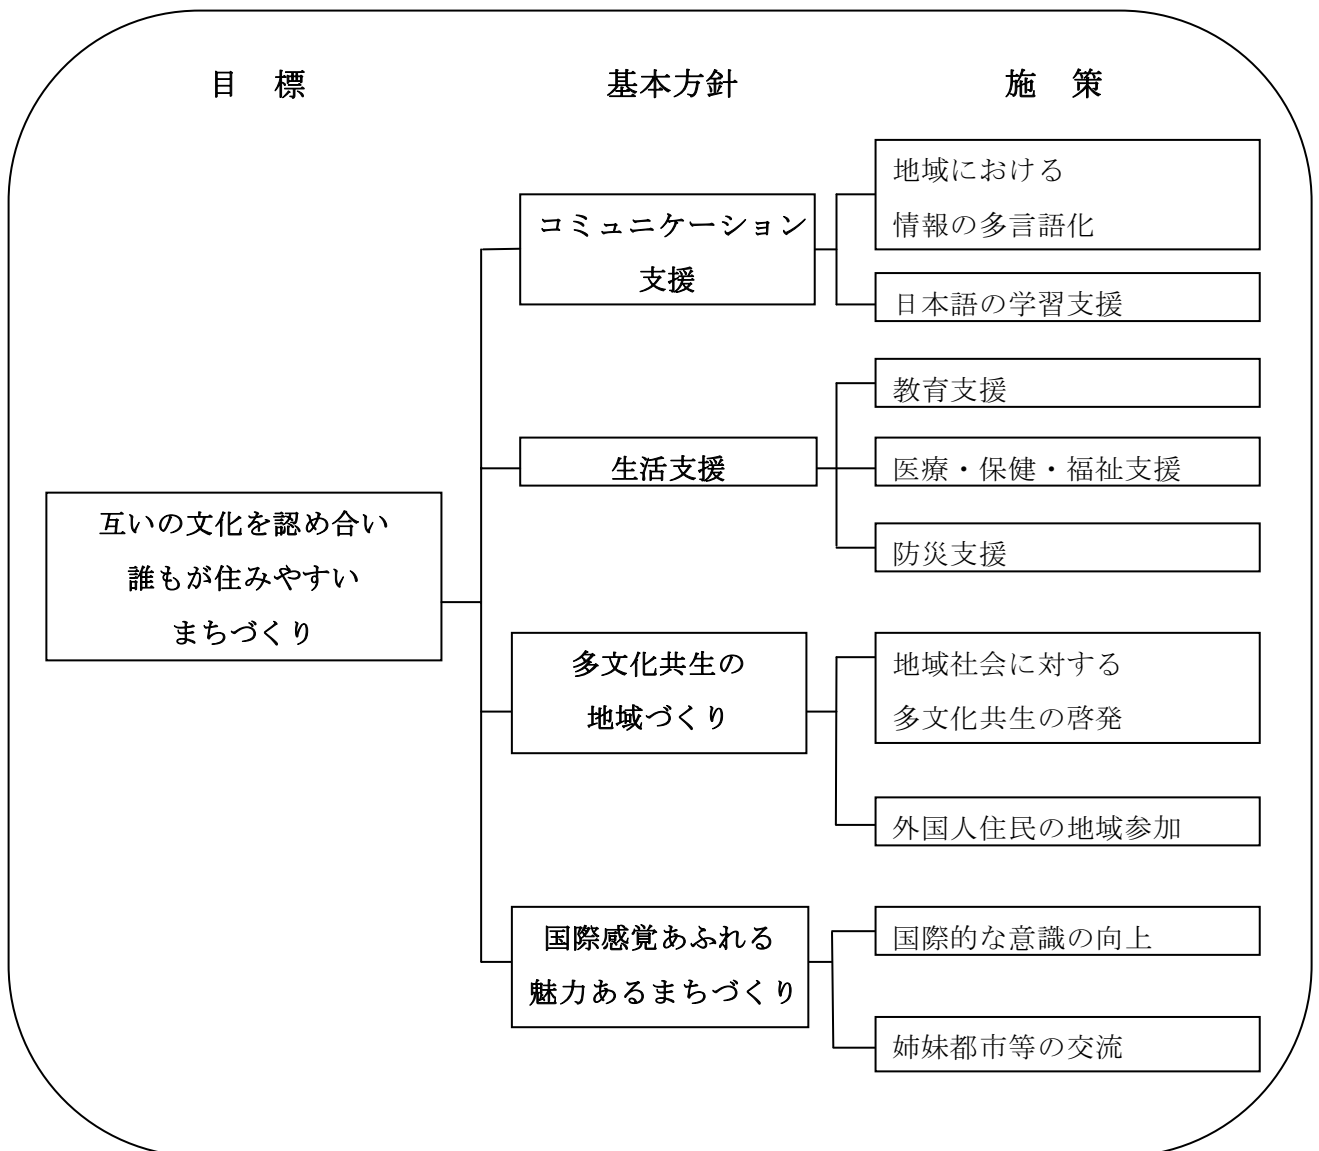 目　標
基本方針
施　策
互いの文化を認め合い
誰もが住みやすい
まちづくり
コミュニケーション
支援
地域における
情報の多言語化
日本語の学習支援
生活支援
教育支援
医療・保健・福祉支援
防災支援
多文化共生の
地域づくり
地域社会に対する
多文化共生の啓発
外国人住民の地域参加
国際感覚あふれる
魅力あるまちづくり
国際的な意識の向上
姉妹都市等の交流